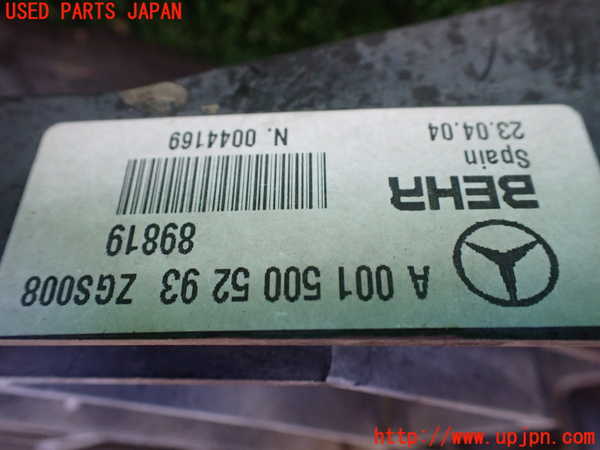 USED PARTS JAPAN
A 001 500 52 93 ZGS008
89819
BEHR
Spain
23.04.04
N. 0044169
http://www.upjpn.com/